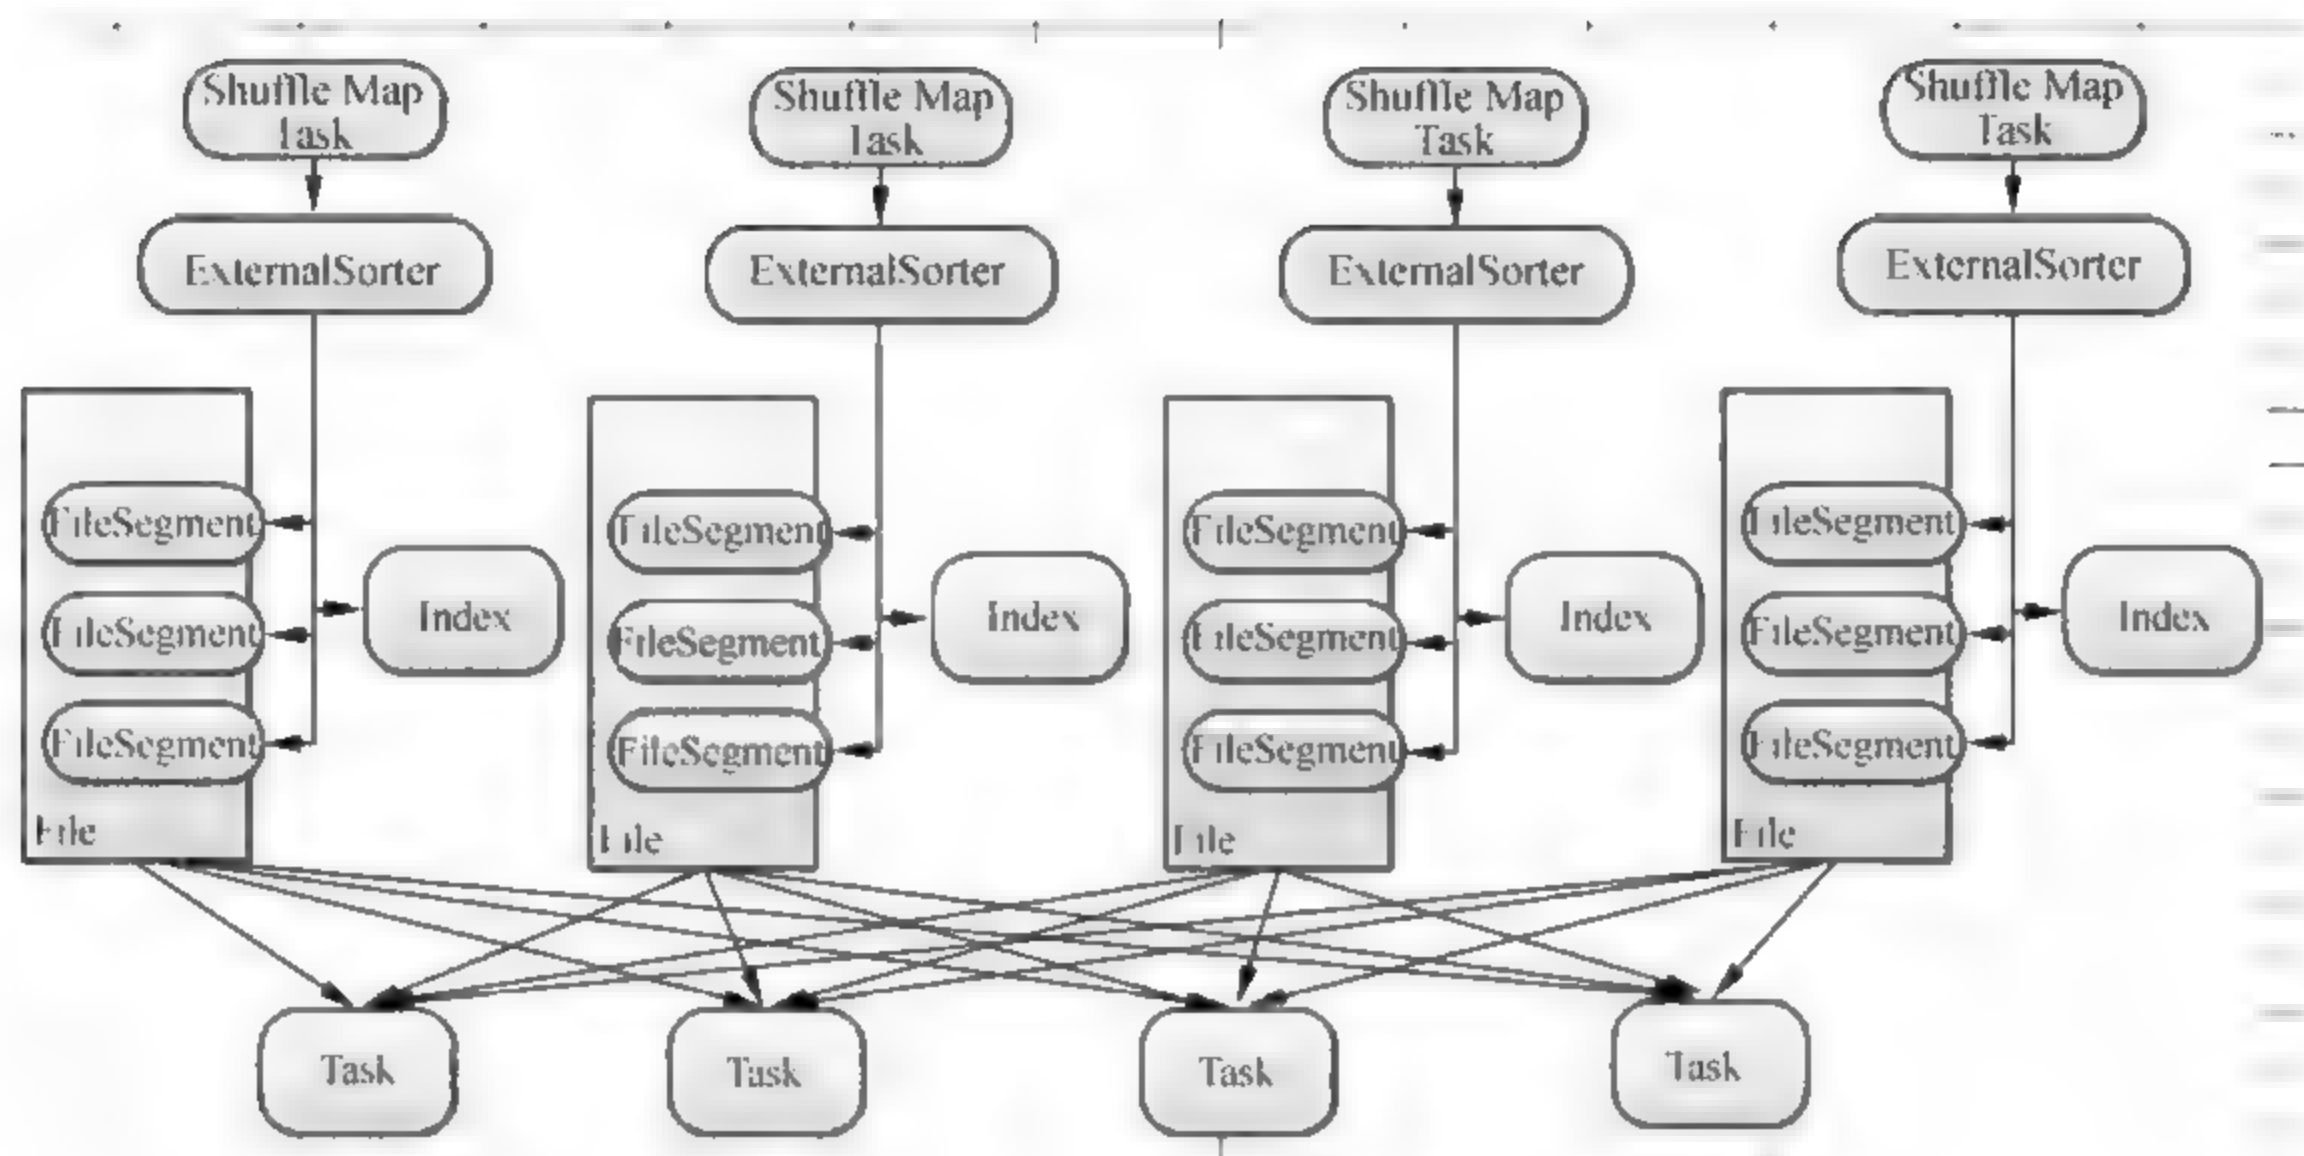 Shuffle Map
Task
Shuffle Map
Task
Shuffle Map
Task
Shuffle Map
Task
ExternalSorter
ExternalSorter
ExternalSorter
ExternalSorter
FileSegment
FileSegment
FileSegment
FileSegment
Index
Index
Index
Index
FileSegment
FileSegment
FileSegment
FileSegment
FileSegment
FileSegment
FileSegment
FileSegment
File
File
File
File
Task
Task
Task
Task